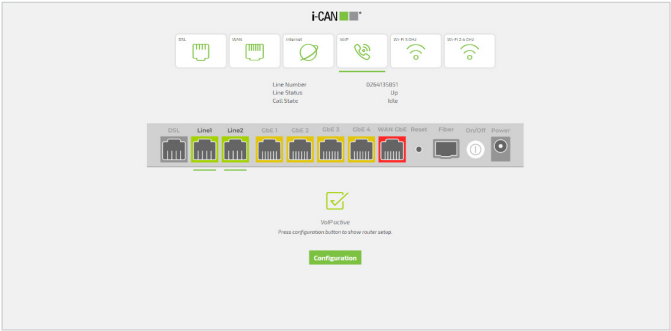 i-CAN
DSL WAN Internet VoIP Wi-Fi 5 GHz Wi-Fi 2.4 GHz
Line Number 0264135851
Line Status Up
Call State Idle
DSL Line1 Line2 GbE 1 GbE 2 GbE 3 GbE 4 WAN GbE Reset Fiber On/Off Power
VoIP active
Press configuration button to show router setup.
Configuration